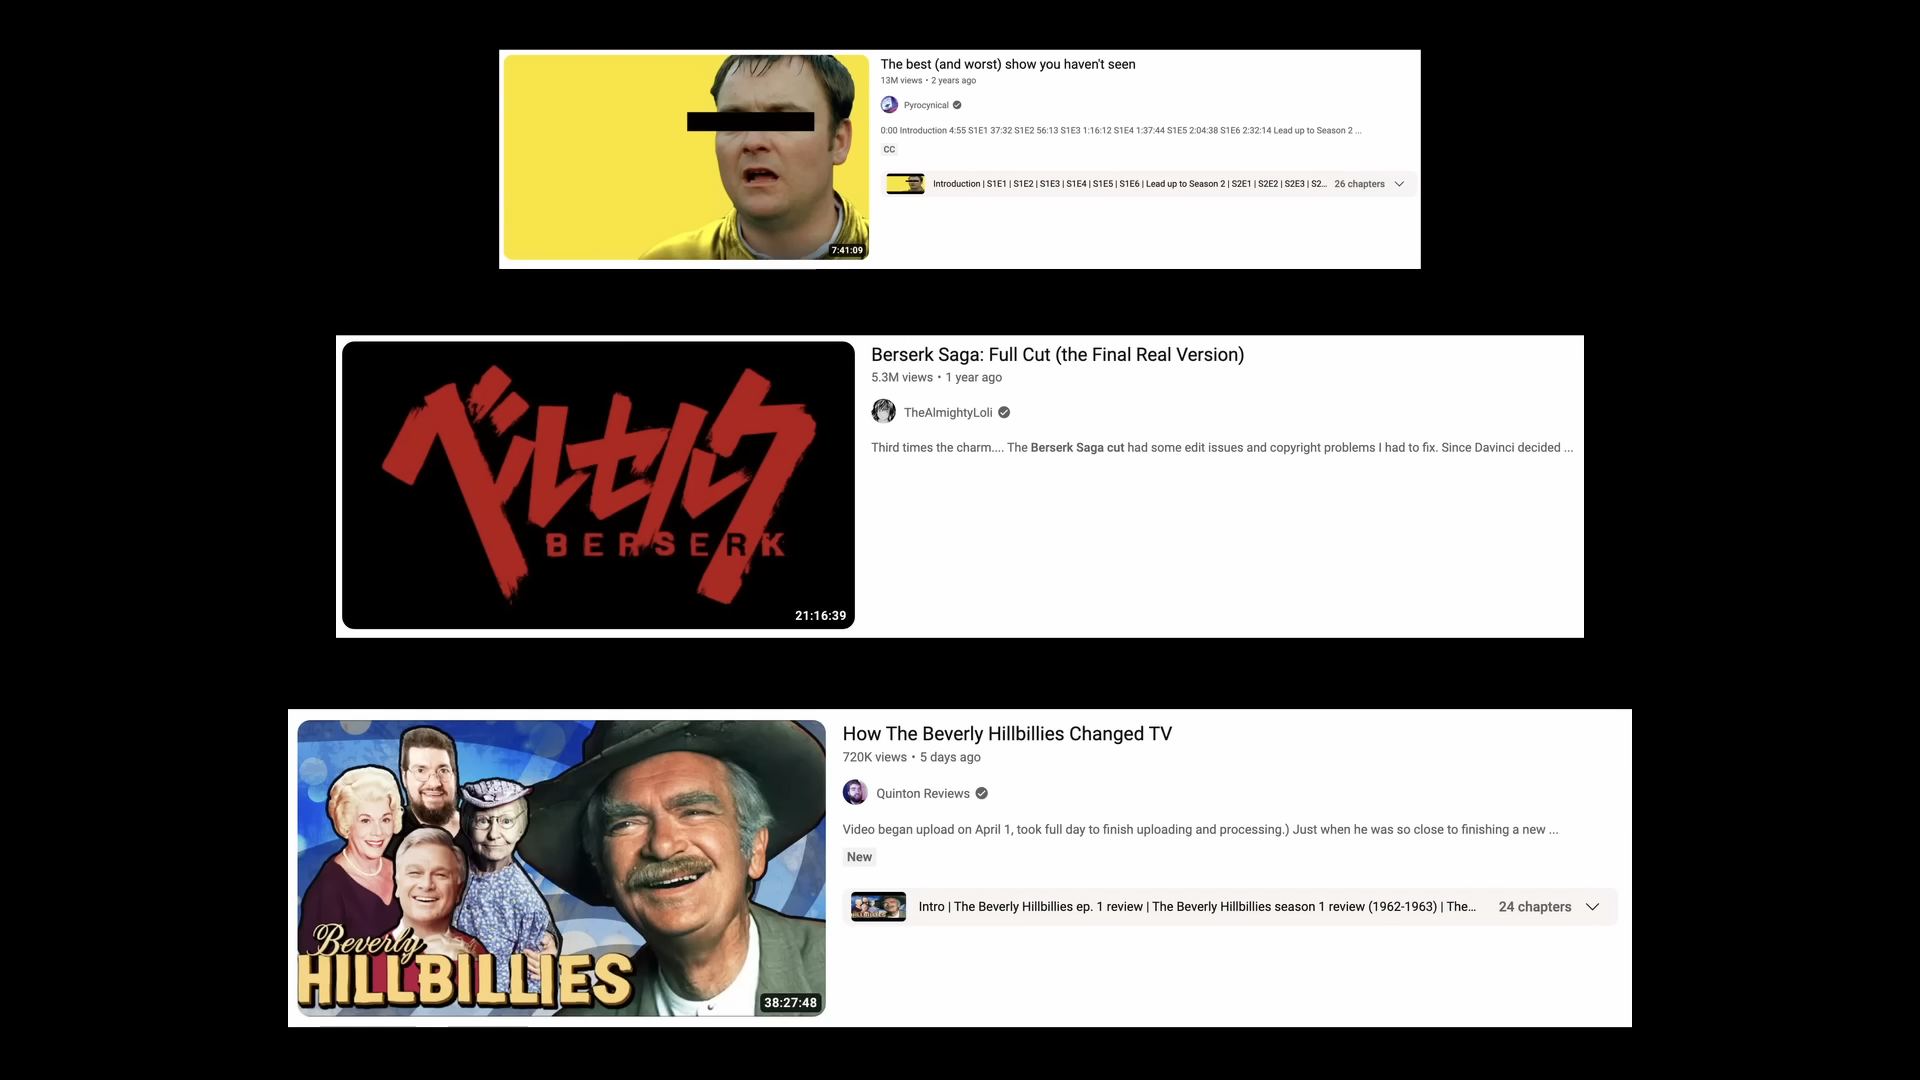 The best (and worst) show you haven't seen
13M views • 2 years ago
Pyrocynical
0:00 Introduction 4:55 S1E1 37:32 S1E2 56:13 S1E3 1:16:12 S1E4 1:37:44 S1E5 2:04:38 S1E6 2:32:14 Lead up to Season 2 ...
CC
Introduction | S1E1 | S1E2 | S1E3 | S1E4 | S1E5 | S1E6 | Lead up to Season 2 | S2E1 | S2E2 | S2E3 | S2... 26 chapters
7:41:09
ベルセルク
BERSERK
21:16:39
Berserk Saga: Full Cut (the Final Real Version)
5.3M views • 1 year ago
TheAlmightyLoli
Third times the charm.... The Berserk Saga cut had some edit issues and copyright problems I had to fix. Since Davinci decided ...
Beverly
HILLBILLIES
38:27:48
How The Beverly Hillbillies Changed TV
720K views • 5 days ago
Quinton Reviews
Video began upload on April 1, took full day to finish uploading and processing.) Just when he was so close to finishing a new ...
New
Intro | The Beverly Hillbillies ep. 1 review | The Beverly Hillbillies season 1 review (1962-1963) | The... 24 chapters